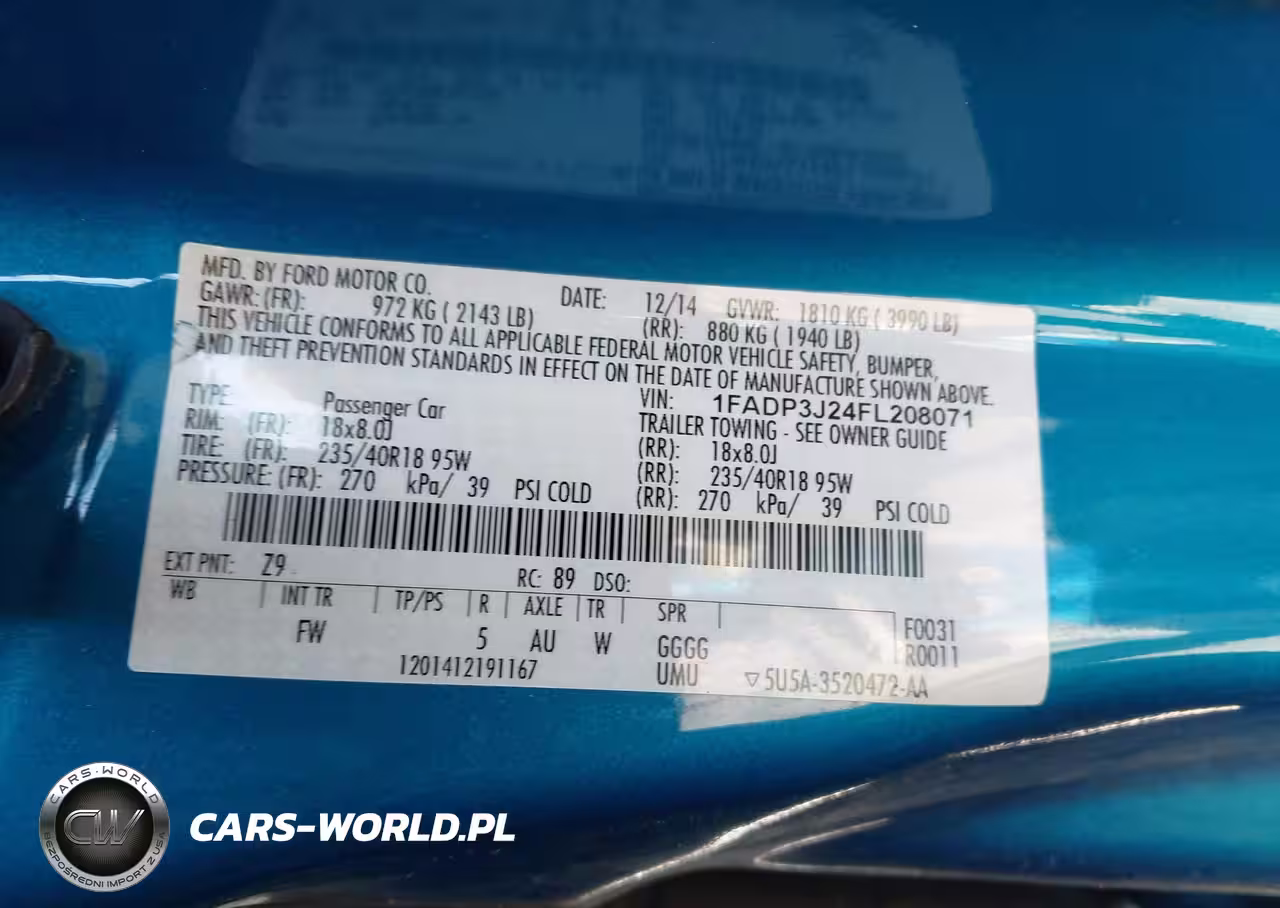 MFD. BY FORD MOTOR CO. DATE: 12/14 GVWR: 1810 KG ( 3990 LB)
GAWR: (FR): 972 KG ( 2143 LB) (RR): 880 KG ( 1940 LB)
THIS VEHICLE CONFORMS TO ALL APPLICABLE FEDERAL MOTOR VEHICLE SAFETY, BUMPER,
AND THEFT PREVENTION STANDARDS IN EFFECT ON THE DATE OF MANUFACTURE SHOWN ABOVE.
VIN: 1FADP3J24FL208071
TYPE: Passenger Car TRAILER TOWING - SEE OWNER GUIDE
RIM: (FR): 18x8.0J (RR): 18x8.0J
TIRE: (FR): 235/40R18 95W (RR): 235/40R18 95W
PRESSURE: (FR): 270 kPa/ 39 PSI COLD (RR): 270 kPa/ 39 PSI COLD
EXT PNT: Z9 RC: 89 DSO:
WB INT TR TP/PS R AXLE TR SPR F0031
FW 5 AU W GGGG R0011
1201412191167 UMU ▽5U5A-3520472-AA
CARS-WORLD
CW
BEZPOŚREDNI IMPORT Z USA
CARS-WORLD.PL